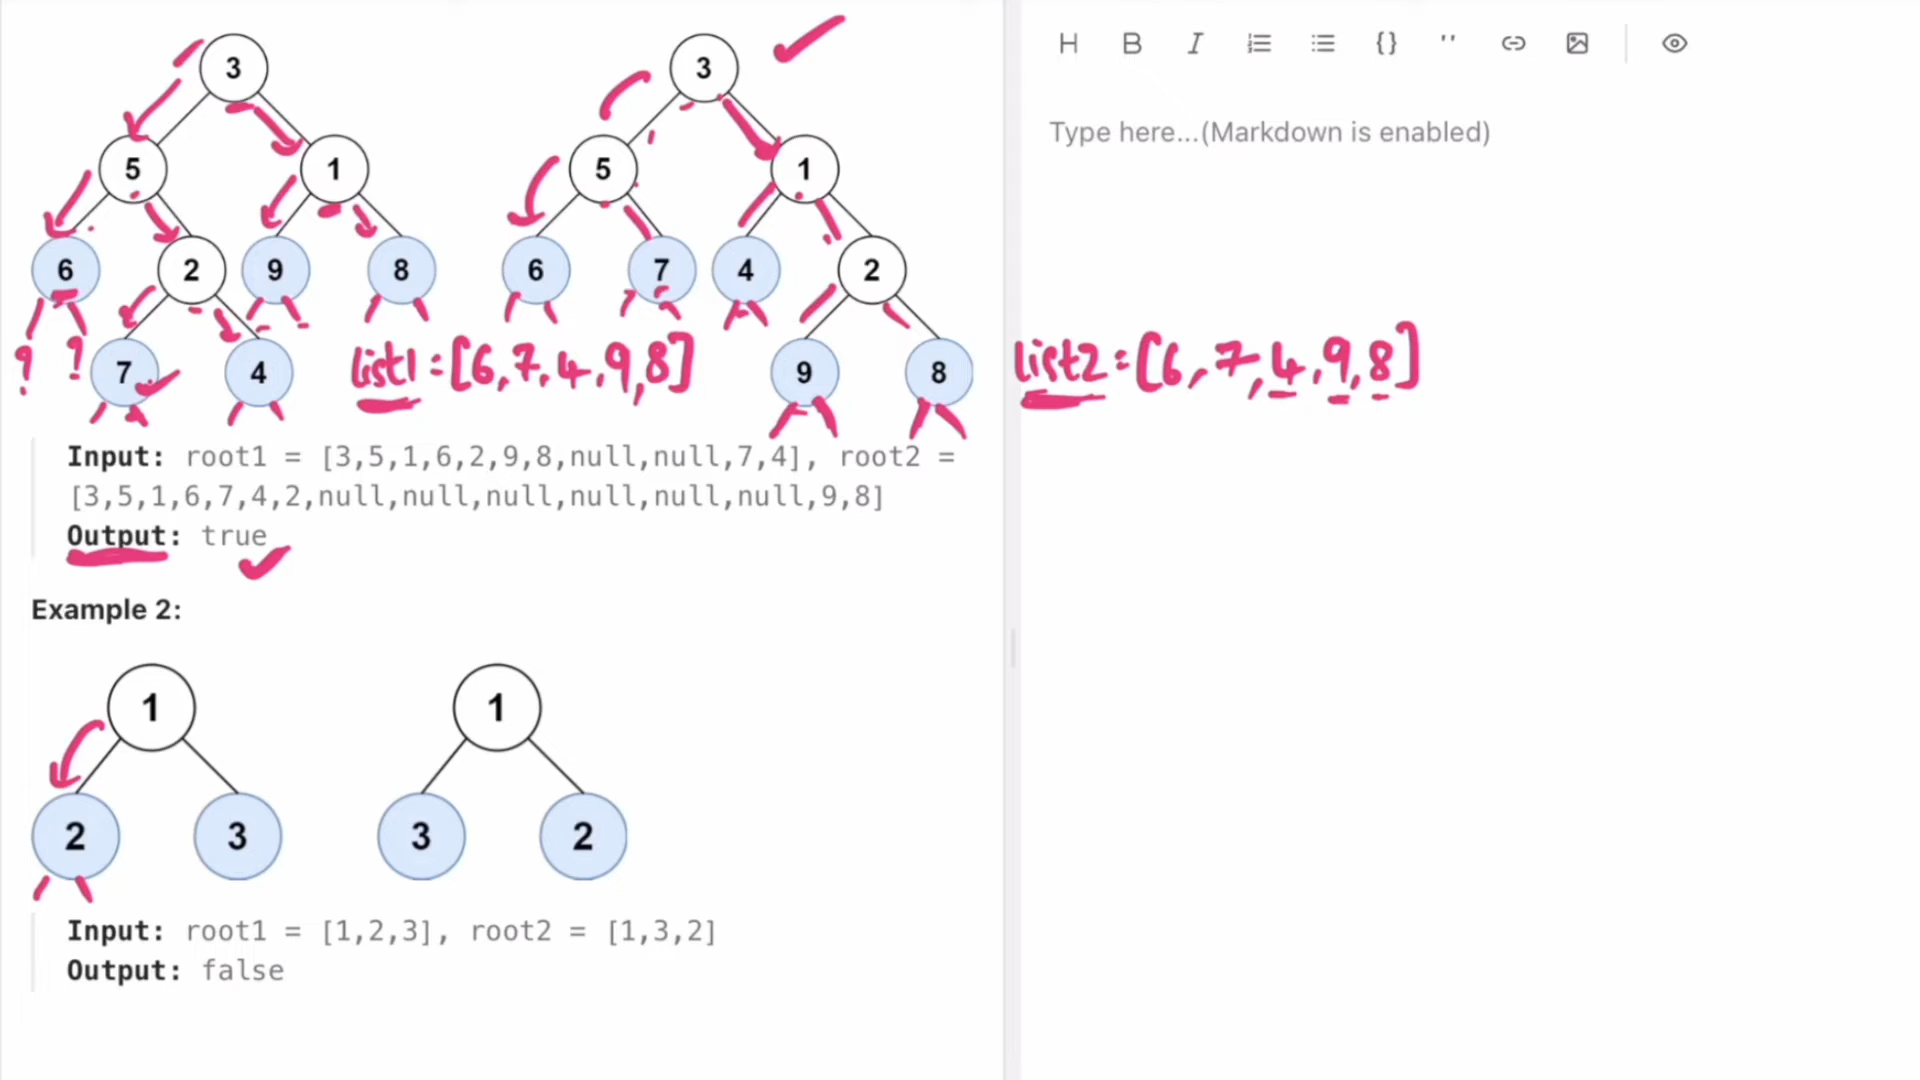 3 3
5 1 5 1
6 2 9 8 6 7 4 2
7 4 9 8
? ?
list1 = [6,7,4,9,8]
list2 = [6,7,4,9,8]
H B I {} ''
Type here...(Markdown is enabled)
Input: root1 = [3,5,1,6,2,9,8,null,null,7,4], root2 =
[3,5,1,6,7,4,2,null,null,null,null,null,null,9,8]
Output: true
Example 2:
1 1
2 3 3 2
Input: root1 = [1,2,3], root2 = [1,3,2]
Output: false